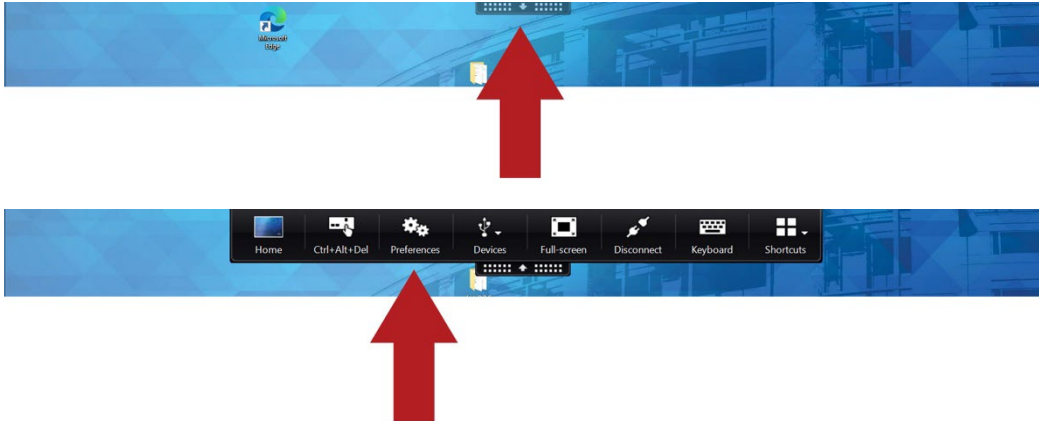 Microsoft
Edge
Home Ctrl+Alt+Del Preferences Devices Full-screen Disconnect Keyboard Shortcuts